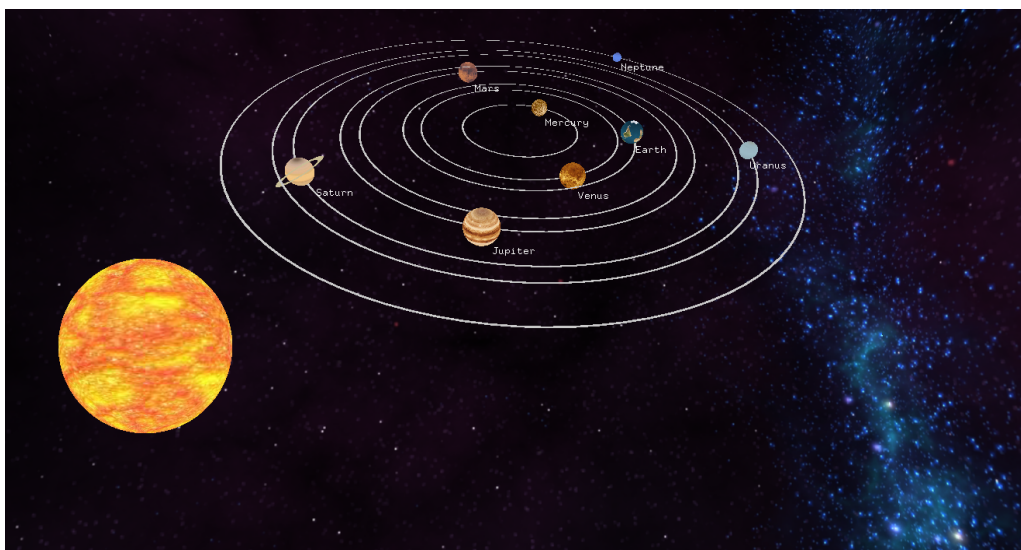 Neptune
Mars
Mercury
Earth
Uranus
Saturn
Venus
Jupiter